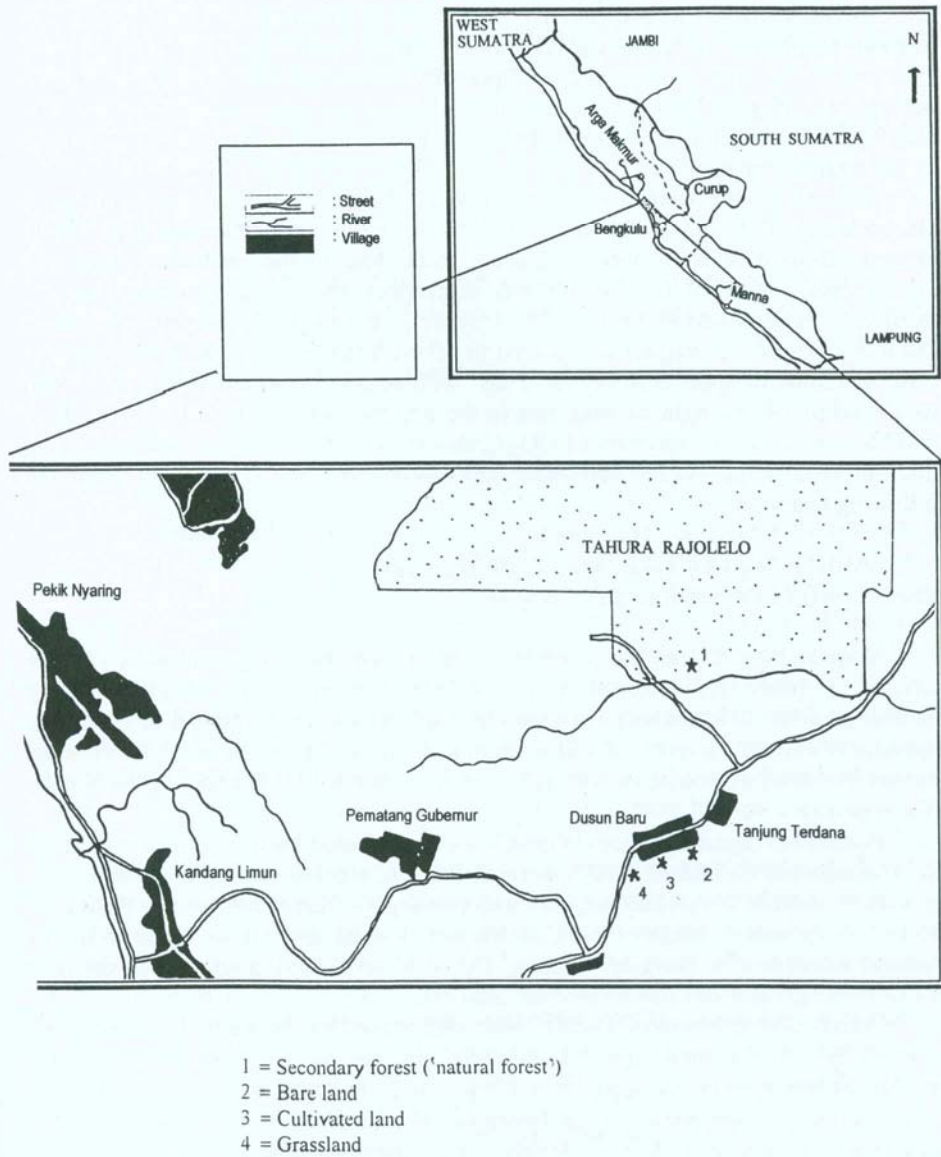 WEST
SUMATRA
JAMBI
N
SOUTH SUMATRA
Arga Makmur
Curup
Bengkulu
Manna
LAMPUNG
: Street
: River
: Village
TAHURA RAJOLELO
Pekik Nyaring
1
Pematang Gubernur
Dusun Baru
Tanjung Terdana
Kandang Limun
4 3 2
1 = Secondary forest ('natural forest')
2 = Bare land
3 = Cultivated land
4 = Grassland